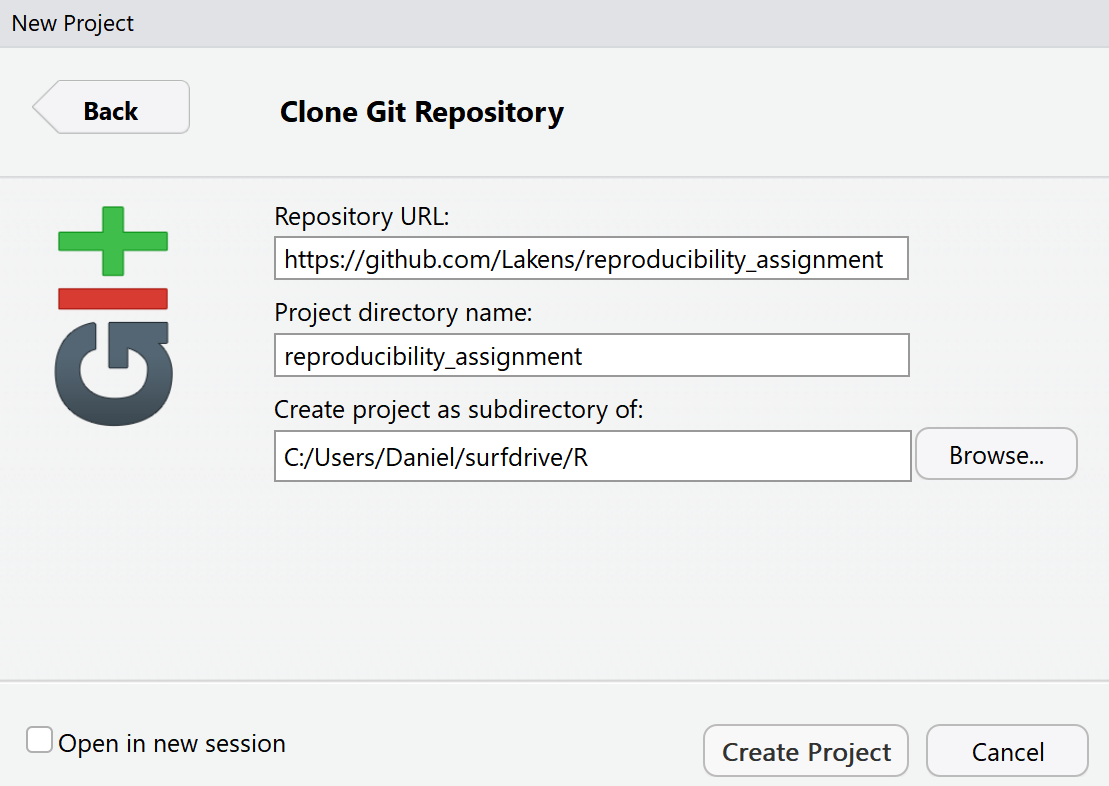 New Project
Back
Clone Git Repository
GIT
Repository URL:
https://github.com/Lakens/reproducibility_assignment
Project directory name:
reproducibility_assignment
Create project as subdirectory of:
C:/Users/Daniel/surfdrive/R
Browse...
Open in new session
Create Project
Cancel